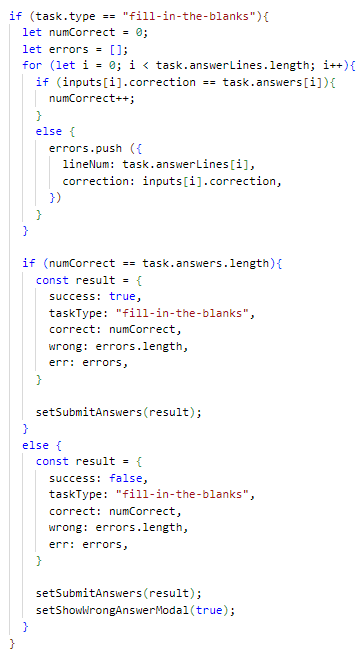 if (task.type == "fill-in-the-blanks"){
  let numCorrect = 0;
  let errors = [];
  for (let i = 0; i < task.answerLines.length; i++){
    if (inputs[i].correction == task.answers[i]){
      numCorrect++;
    }
    else {
      errors.push ({
        lineNum: task.answerLines[i],
        correction: inputs[i].correction,
      })
    }
  }

  if (numCorrect == task.answers.length){
    const result = {
      success: true,
      taskType: "fill-in-the-blanks",
      correct: numCorrect,
      wrong: errors.length,
      err: errors,
    }

    setSubmitAnswers(result);
  }
  else {
    const result = {
      success: false,
      taskType: "fill-in-the-blanks",
      correct: numCorrect,
      wrong: errors.length,
      err: errors,
    }

    setSubmitAnswers(result);
    setShowWrongAnswerModal(true);
  }
}